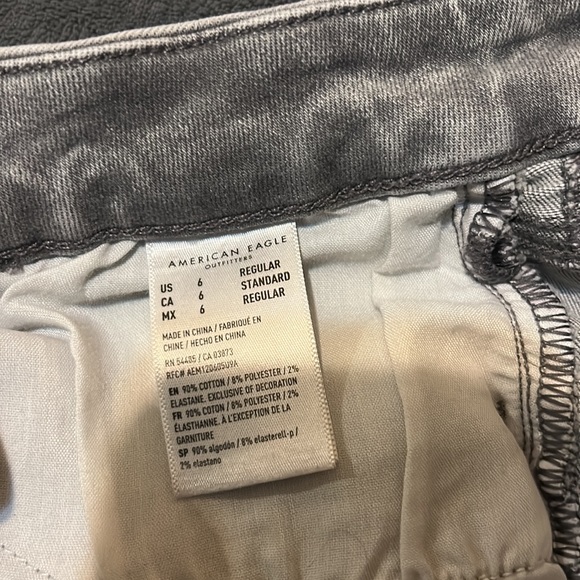 AMERICAN EAGLE
OUTFITTERS
US 6 REGULAR
CA 6 STANDARD
MX 6 REGULAR
MADE IN CHINA / FABRIQUÉ EN
CHINE / HECHO EN CHINA
RN 54485 / CA 03873
RFC# AEM120605U9A
EN 90% COTTON / 8% POLYESTER / 2%
ELASTANE. EXCLUSIVE OF DECORATION
FR 90% COTON / 8% POLYESTER / 2%
ÉLASTHANNE. À L'EXCEPTION DE LA
GARNITURE
SP 90% algodón / 8% elasterell-p /
2% elastano